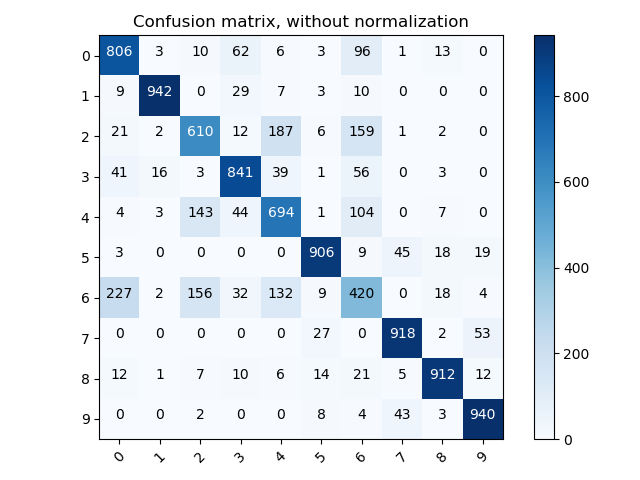 Confusion matrix, without normalization
0 806 3 10 62 6 3 96 1 13 0
1 9 942 0 29 7 3 10 0 0 0
2 21 2 610 12 187 6 159 1 2 0
3 41 16 3 841 39 1 56 0 3 0
4 4 3 143 44 694 1 104 0 7 0
5 3 0 0 0 0 906 9 45 18 19
6 227 2 156 32 132 9 420 0 18 4
7 0 0 0 0 0 27 0 918 2 53
8 12 1 7 10 6 14 21 5 912 12
9 0 0 2 0 0 8 4 43 3 940
0 1 2 3 4 5 6 7 8 9
800
600
400
200
0